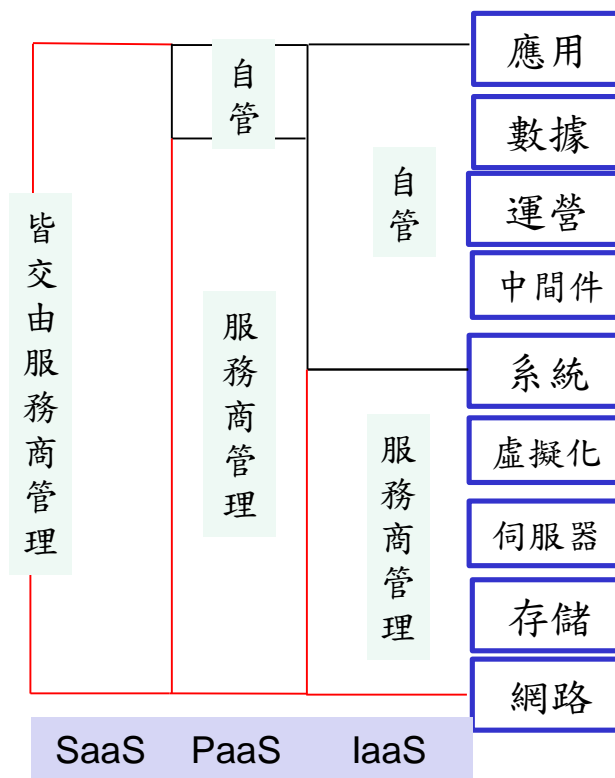 應用
自管
數據
自管
運營
皆交由服務商管理
中間件
服務商管理
系統
虛擬化
服務商管理
伺服器
存儲
網路
SaaS PaaS IaaS